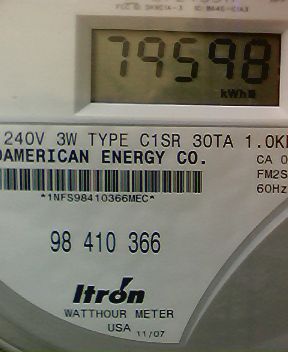 79598
kWh
240V 3W TYPE C1SR 30TA 1.0K
AMERICAN ENERGY CO.
CA 0
FM2S
60Hz
*1NFS98410366MEC*
98 410 366
Itron
WATTHOUR METER
USA 11/07